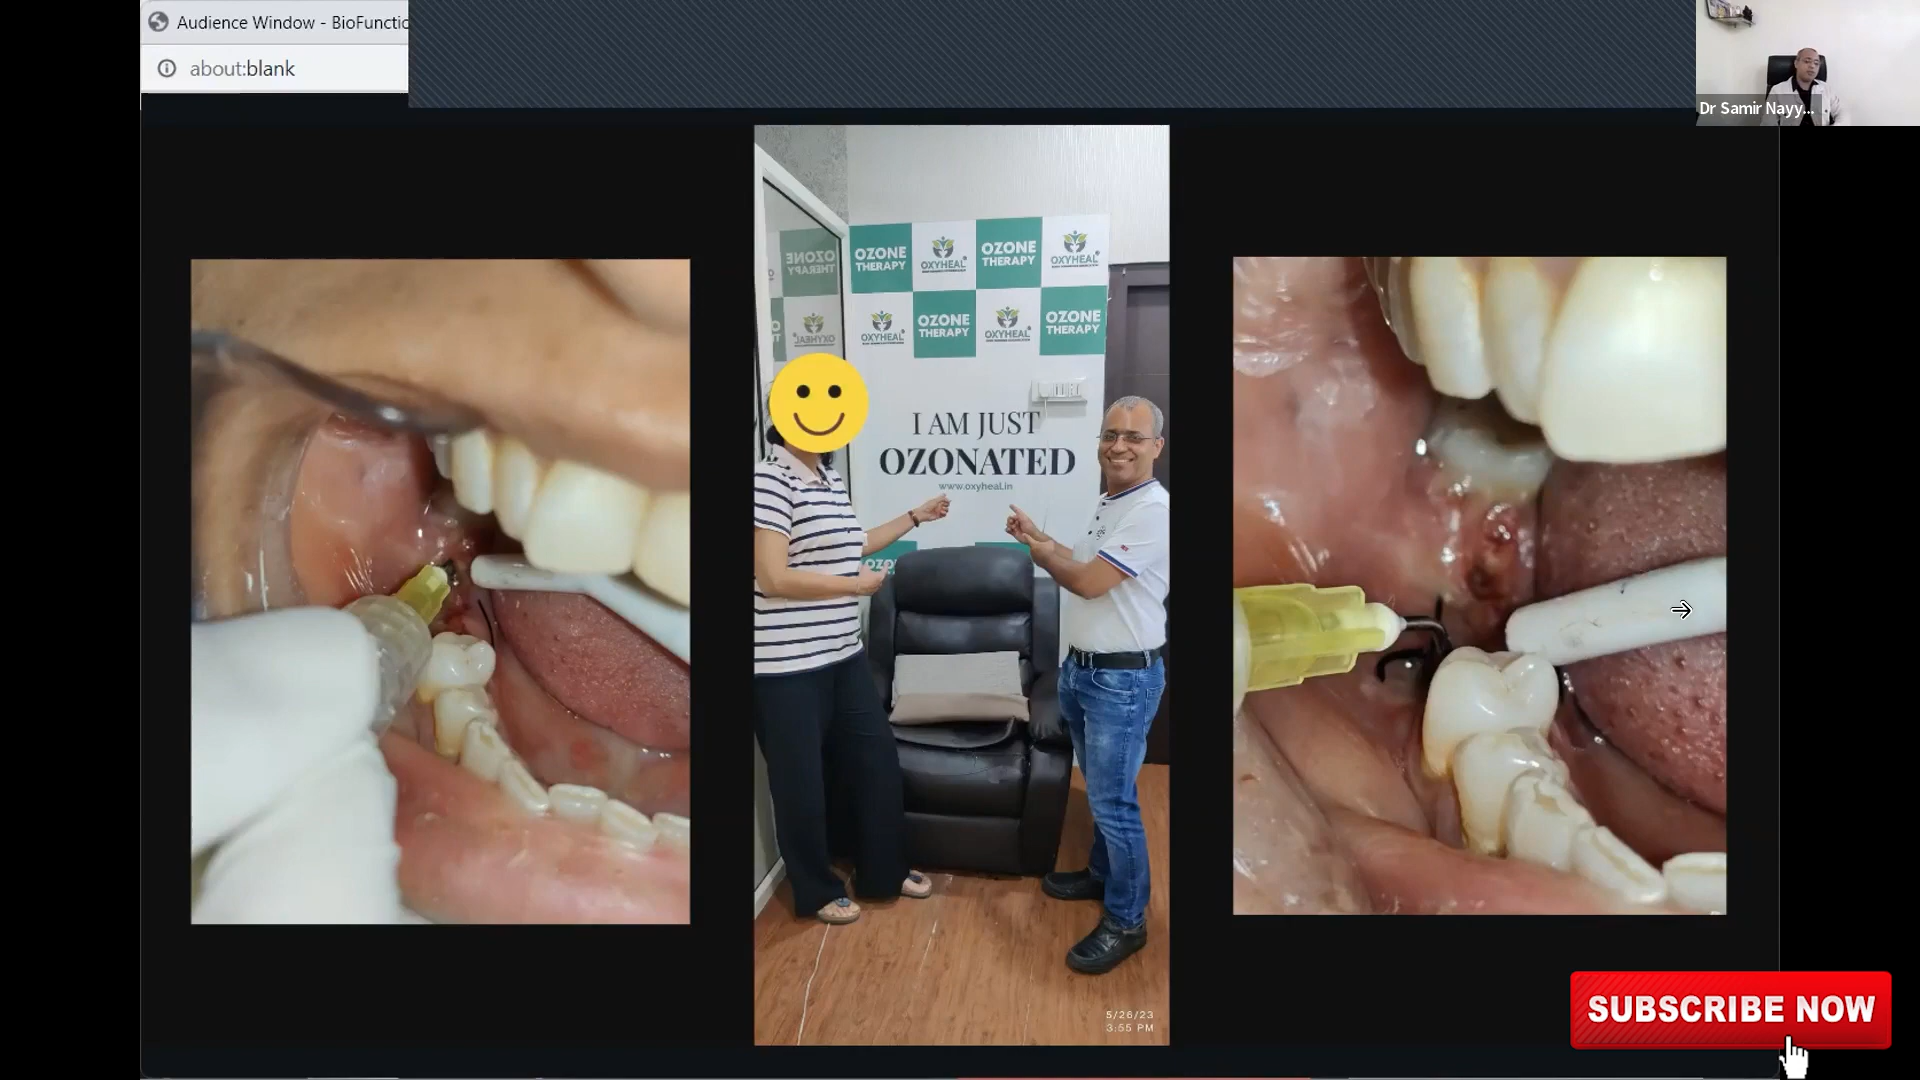 Audience Window - BioFunctio
about:blank
Dr Samir Nayy...
OZONE
THERAPY
OXYHEAL
OZONE
THERAPY
OXYHEAL
OXYHEAL
OZONE
THERAPY
OXYHEAL
OZONE
THERAPY
I AM JUST
OZONATED
www.oxyheal.in
OZO
5/26/23
3:55 PM
SUBSCRIBE NOW